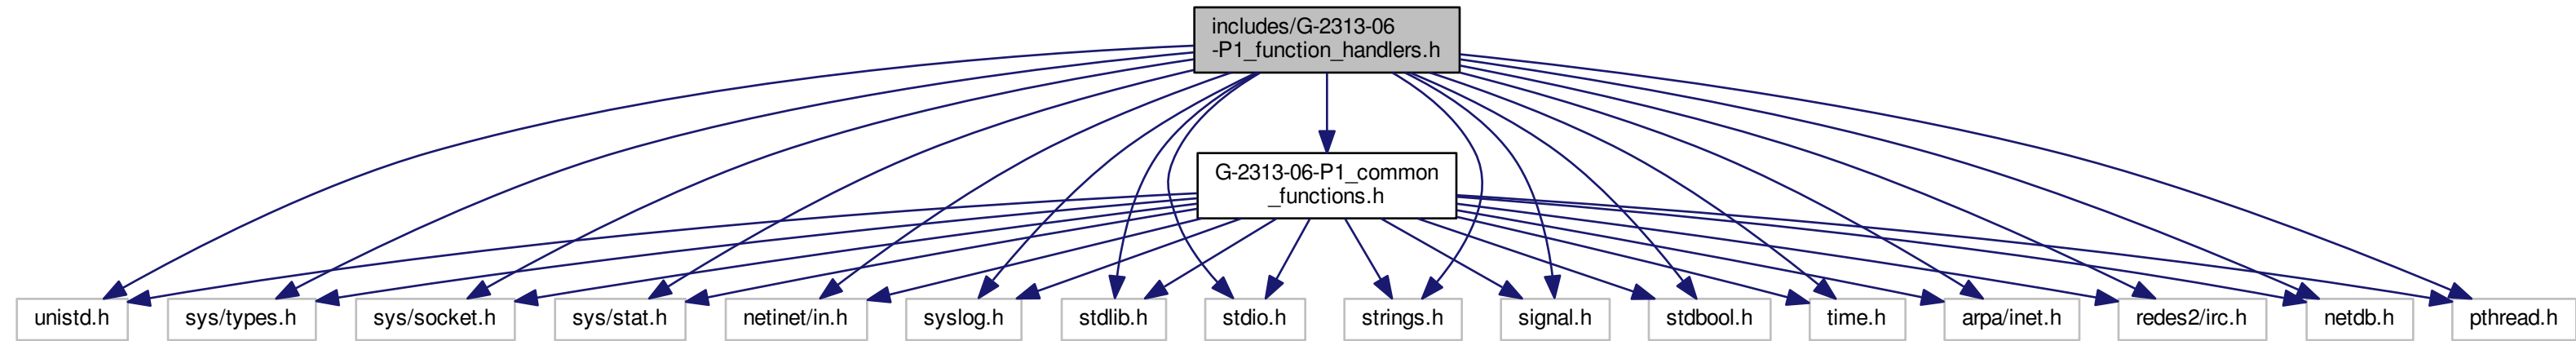 includes/G-2313-06
-P1_function_handlers.h
G-2313-06-P1_common
_functions.h
unistd.h
sys/types.h
sys/socket.h
sys/stat.h
netinet/in.h
syslog.h
stdlib.h
stdio.h
strings.h
signal.h
stdbool.h
time.h
arpa/inet.h
redes2/irc.h
netdb.h
pthread.h